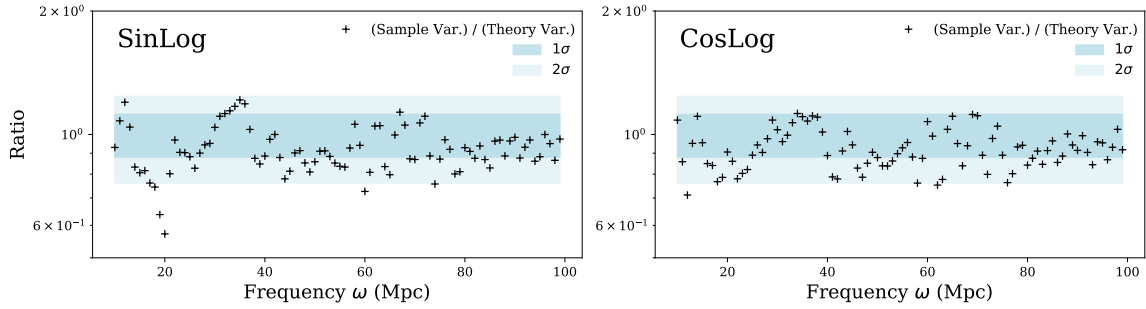 2 × 10⁰
SinLog
(Sample Var.) / (Theory Var.)
1σ
2σ
Ratio
10⁰
6 × 10⁻¹
20
40
60
80
100
Frequency ω (Mpc)
2 × 10⁰
CosLog
(Sample Var.) / (Theory Var.)
1σ
2σ
10⁰
6 × 10⁻¹
20
40
60
80
100
Frequency ω (Mpc)